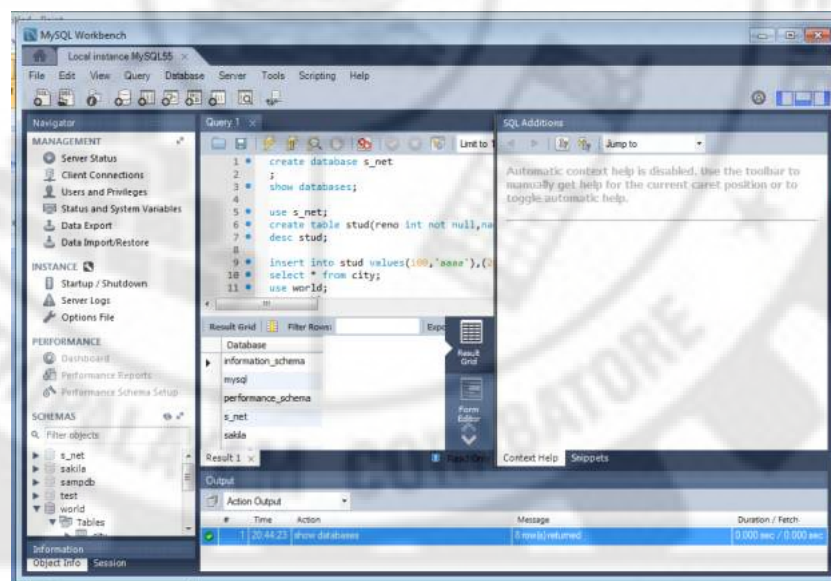 MySQL Workbench
Local instance MySQL55
File Edit View Query Database Server Tools Scripting Help
Navigator
MANAGEMENT
Server Status
Client Connections
Users and Privileges
Status and System Variables
Data Export
Data Import/Restore
INSTANCE
Startup / Shutdown
Server Logs
Options File
PERFORMANCE
Dashboard
Performance Reports
Performance Schema Setup
SCHEMAS
Filter objects
s_net
sakila
sampdb
test
world
Tables
city
Information
Object Info Session
Query 1
Limit to 1
1 create database s_net
2 ;
3 show databases;
4
5 use s_net;
6 create table stud(reno int not null,na
7 desc stud;
8
9 insert into stud values(100,'aaaa'),(2
10 select * from city;
11 use world;
Result Grid Filter Rows: Expo
Database
information_schema
mysql
performance_schema
s_net
sakila
Result Grid
Form Editor
Result 1 Read On
SQL Additions
Jump to
Automatic context help is disabled. Use the toolbar to
manually get help for the current caret position or to
toggle automatic help.
Context Help Snippets
Output
Action Output
# Time Action Message Duration / Fetch
1 20:44:23 show databases 8 row(s) returned 0.000 sec / 0.000 sec
COIMBATORE